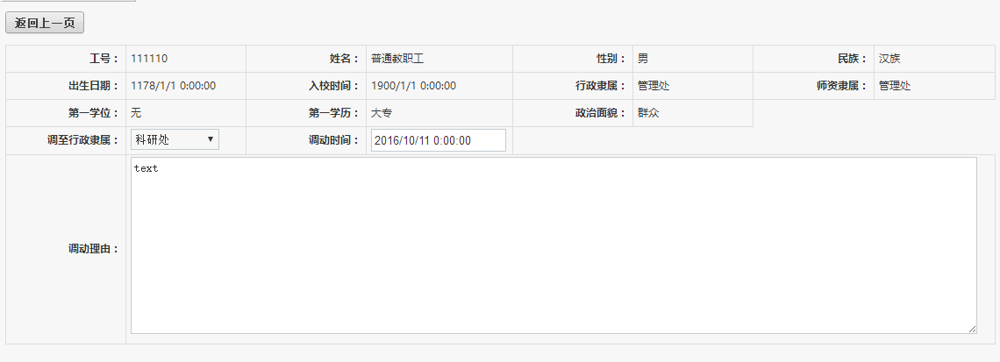 返回上一页
工号： 111110 姓名： 普通教职工 性别： 男 民族： 汉族
出生日期： 1178/1/1 0:00:00 入校时间： 1900/1/1 0:00:00 行政隶属： 管理处 师资隶属： 管理处
第一学位： 无 第一学历： 大专 政治面貌： 群众
调至行政隶属： 科研处 调动时间： 2016/10/11 0:00:00
text
调动理由：